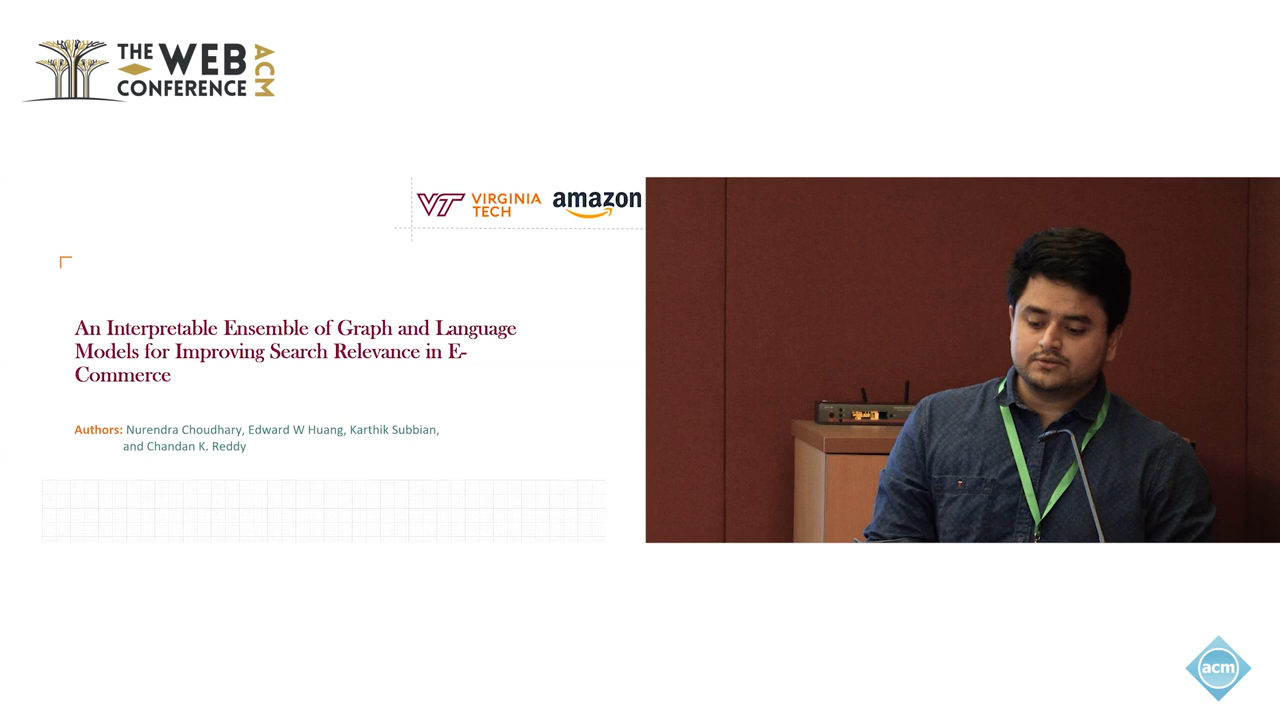 THE WEB
CONFERENCE
ACM
VIRGINIA
TECH
amazon
An Interpretable Ensemble of Graph and Language
Models for Improving Search Relevance in E-
Commerce
Authors: Nurendra Choudhary, Edward W Huang, Karthik Subbian,
and Chandan K. Reddy
acm